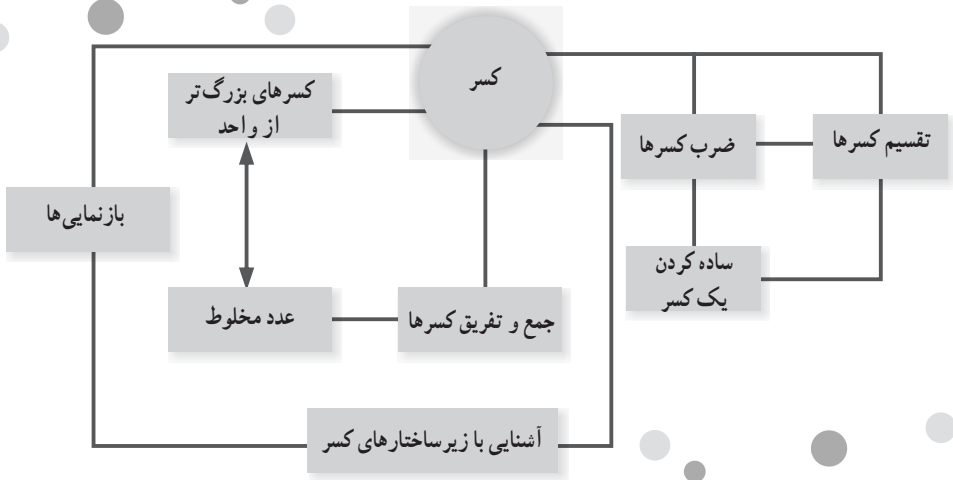 کسر
کسرهای بزرگ‌تر
از واحد
ضرب کسرها
تقسیم کسرها
بازنمایی‌ها
ساده کردن
یک کسر
عدد مخلوط
جمع و تفریق کسرها
آشنایی با زیرساختارهای کسر